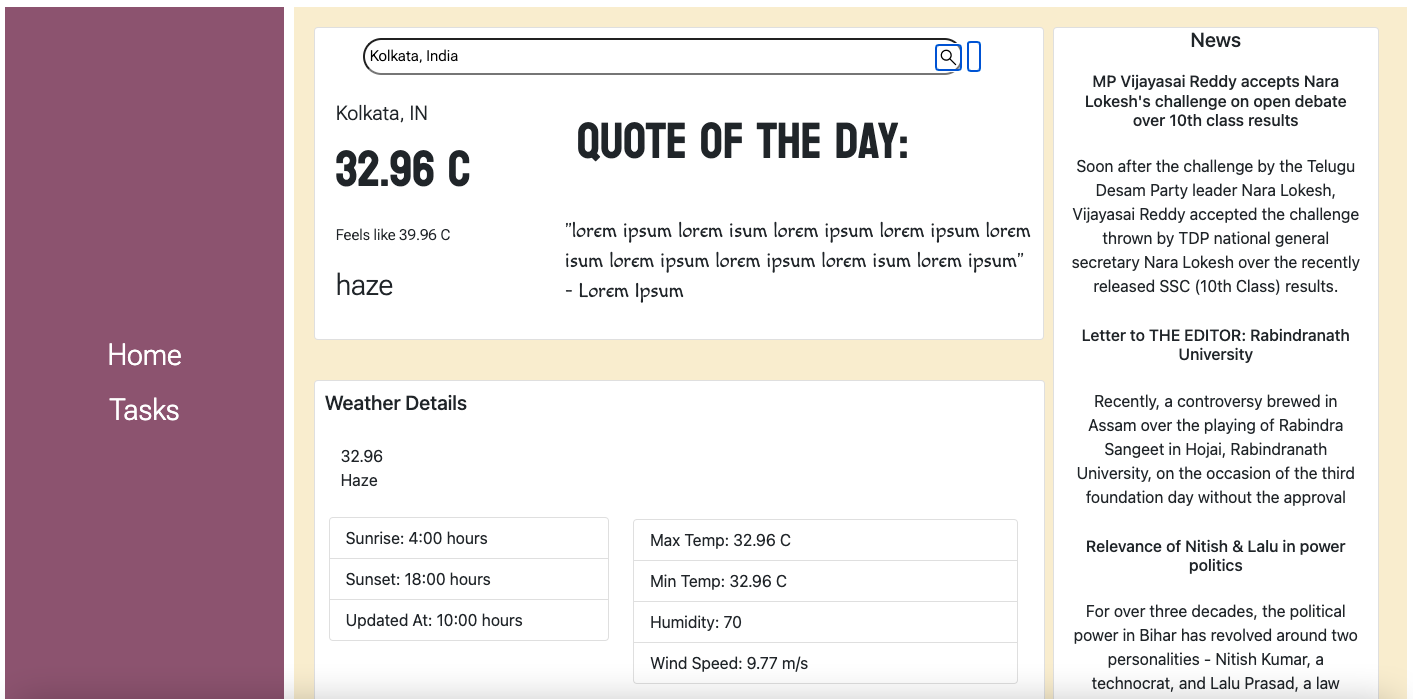 Home
Tasks
Kolkata, India
Kolkata, IN
32.96 C
Feels like 39.96 C
haze
QUOTE OF THE DAY:
"lorem ipsum lorem isum lorem ipsum lorem ipsum lorem
isum lorem ipsum lorem ipsum lorem isum lorem ipsum"
- Lorem Ipsum
Weather Details
32.96
Haze
Sunrise: 4:00 hours
Sunset: 18:00 hours
Updated At: 10:00 hours
Max Temp: 32.96 C
Min Temp: 32.96 C
Humidity: 70
Wind Speed: 9.77 m/s
News
MP Vijayasai Reddy accepts Nara
Lokesh's challenge on open debate
over 10th class results
Soon after the challenge by the Telugu
Desam Party leader Nara Lokesh,
Vijayasai Reddy accepted the challenge
thrown by TDP national general
secretary Nara Lokesh over the recently
released SSC (10th Class) results.
Letter to THE EDITOR: Rabindranath
University
Recently, a controversy brewed in
Assam over the playing of Rabindra
Sangeet in Hojai, Rabindranath
University, on the occasion of the third
foundation day without the approval
Relevance of Nitish & Lalu in power
politics
For over three decades, the political
power in Bihar has revolved around two
personalities - Nitish Kumar, a
technocrat, and Lalu Prasad, a law